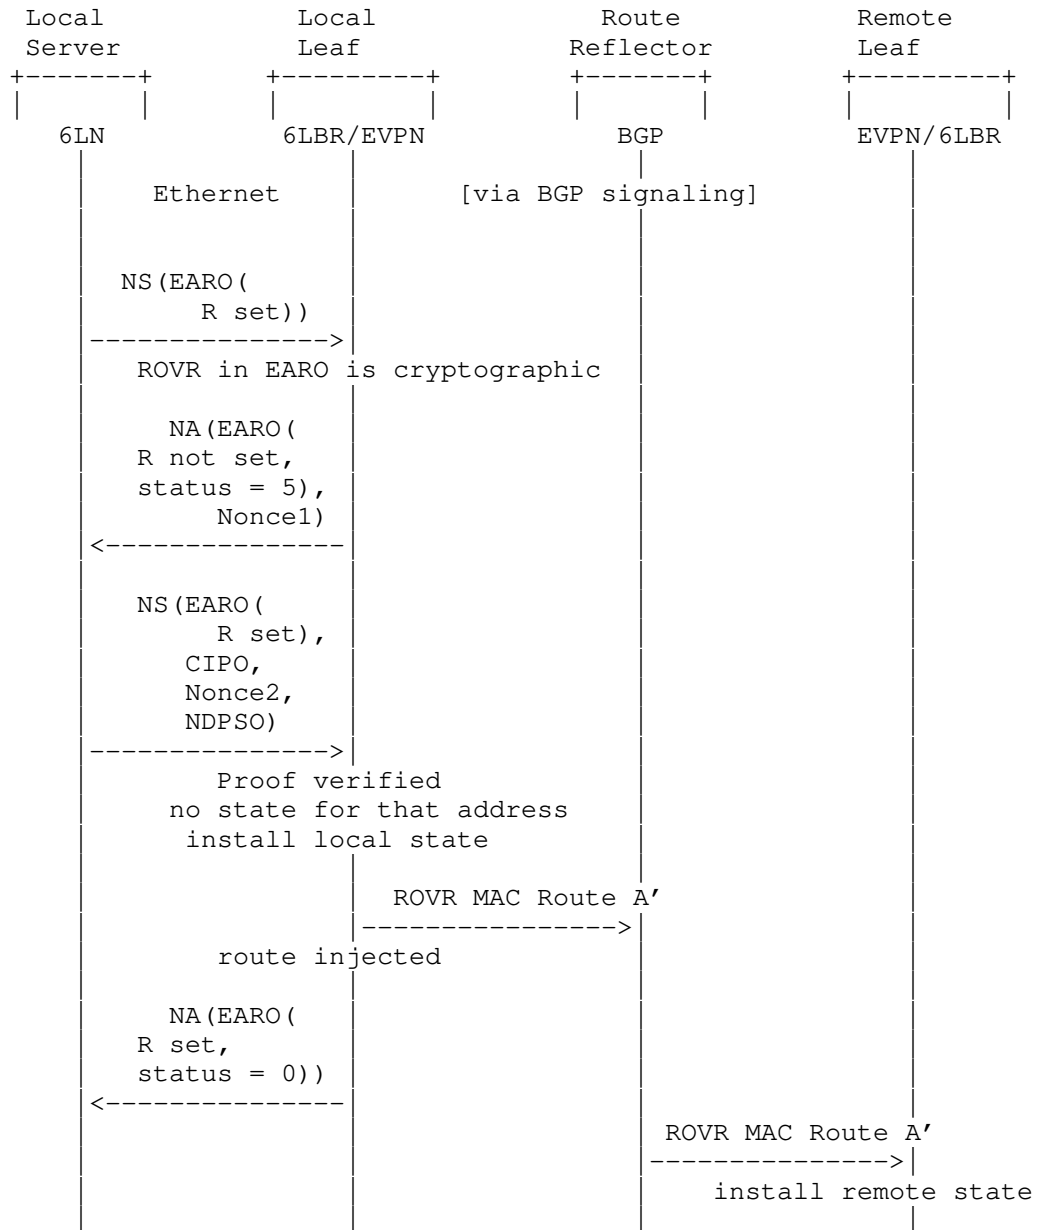 Local Local Route Remote
Server Leaf Reflector Leaf
6LN 6LBR/EVPN BGP EVPN/6LBR
Ethernet [via BGP signaling]
NS(EARO(
R set))
ROVR in EARO is cryptographic
NA(EARO(
R not set,
status = 5),
Nonce1)
NS(EARO(
R set),
CIPO,
Nonce2,
NDPSO)
Proof verified
no state for that address
install local state
ROVR MAC Route A’
route injected
NA(EARO(
R set,
status = 0))
ROVR MAC Route A’
install remote state